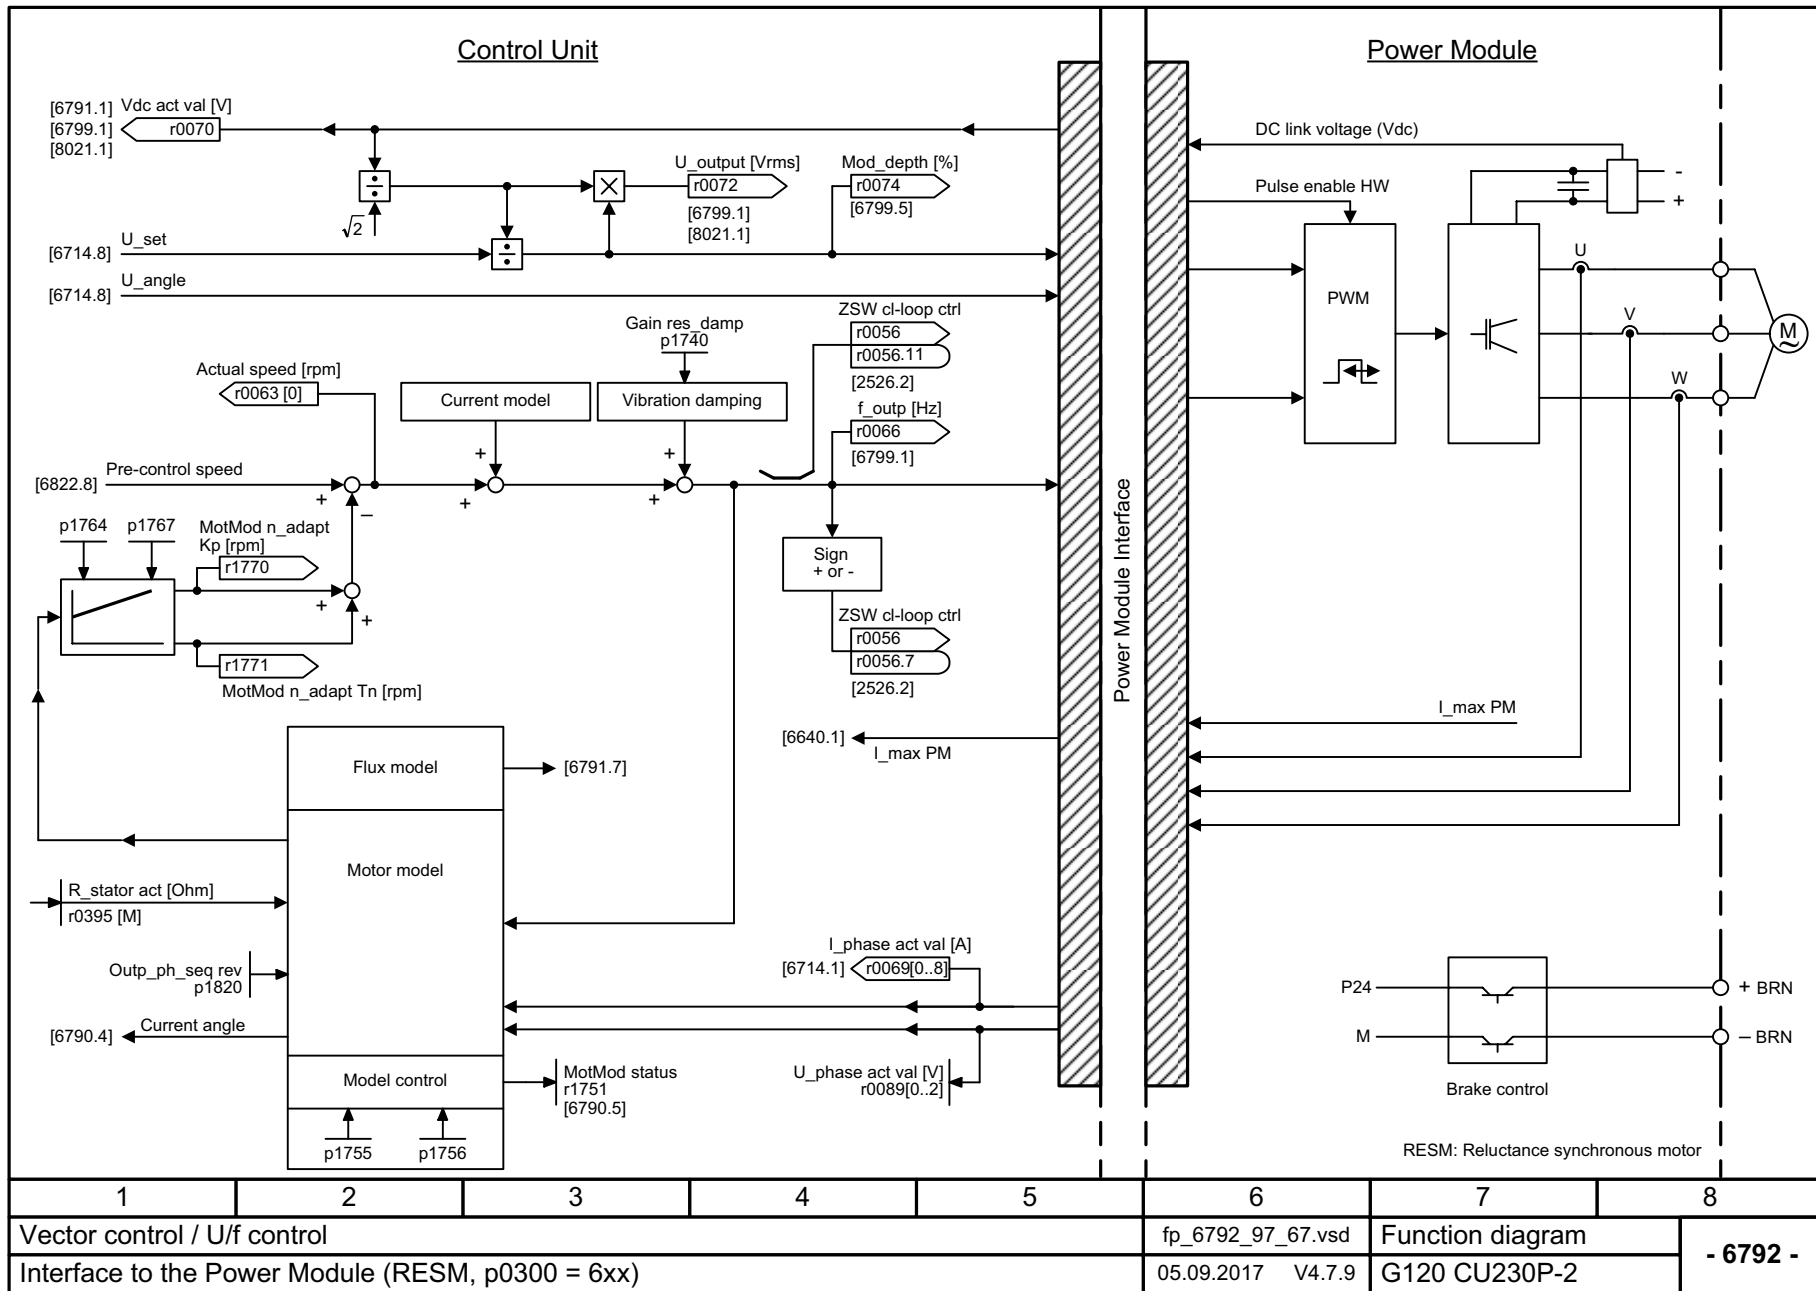 Control Unit
Power Module
[6791.1]
[6799.1]
[8021.1]
Vdc act val [V]
r0070
U_output [Vrms]
r0072
[6799.1]
[8021.1]
Mod_depth [%]
r0074
[6799.5]
÷
×
√2
÷
[6714.8]
U_set
[6714.8]
U_angle
DC link voltage (Vdc)
Pulse enable HW
-
+
PWM
U
V
W
M
~
Gain res_damp
p1740
ZSW cl-loop ctrl
r0056
r0056.11
[2526.2]
Actual speed [rpm]
r0063 [0]
Current model
Vibration damping
f_outp [Hz]
r0066
[6799.1]
[6822.8]
Pre-control speed
+
–
+
+
+
+
p1764
p1767
MotMod n_adapt
Kp [rpm]
r1770
+
+
r1771
MotMod n_adapt Tn [rpm]
Sign
+ or -
ZSW cl-loop ctrl
r0056
r0056.7
[2526.2]
Power Module Interface
I_max PM
[6640.1]
I_max PM
Flux model
[6791.7]
Motor model
R_stator act [Ohm]
r0395 [M]
Outp_ph_seq rev
p1820
[6790.4]
Current angle
I_phase act val [A]
[6714.1]
r0069[0..8]
U_phase act val [V]
r0089[0..2]
Model control
MotMod status
r1751
[6790.5]
p1755
p1756
P24
M
+ BRN
– BRN
Brake control
RESM: Reluctance synchronous motor
1 2 3 4 5 6 7 8
Vector control / U/f control
fp_6792_97_67.vsd
Function diagram
- 6792 -
Interface to the Power Module (RESM, p0300 = 6xx)
05.09.2017 V4.7.9
G120 CU230P-2